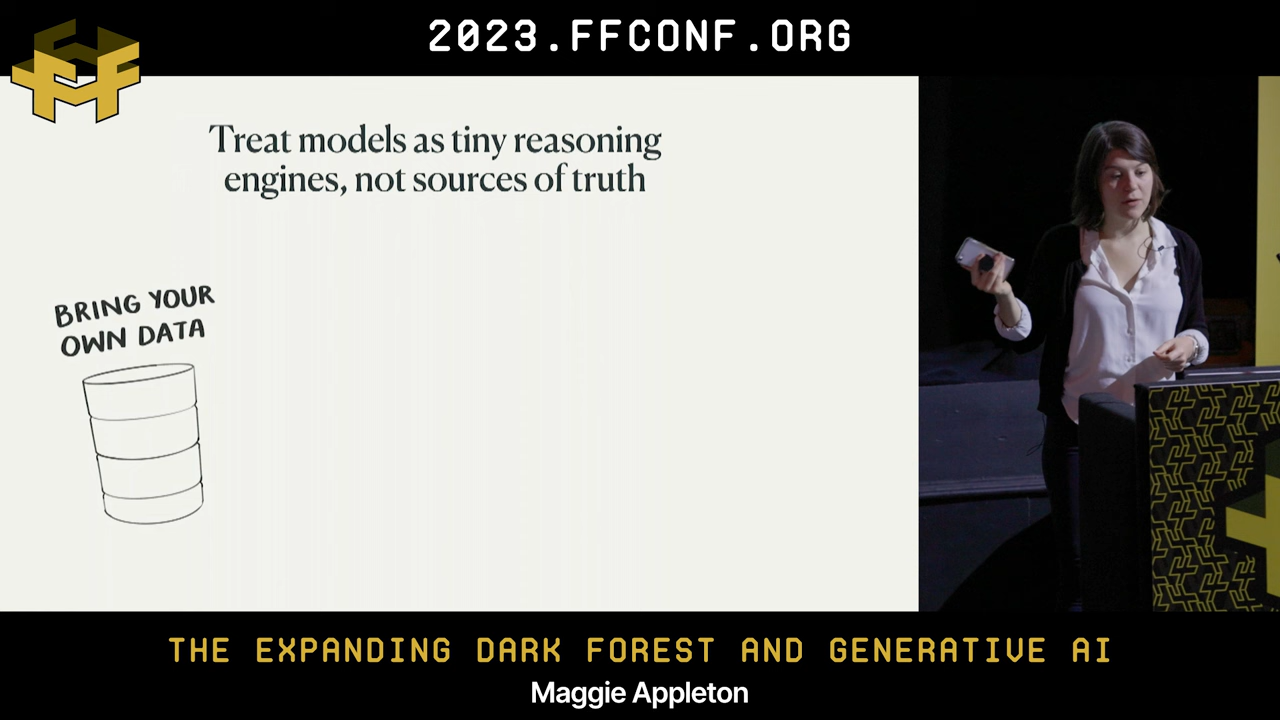 2023.FFCONF.ORG
Treat models as tiny reasoning
engines, not sources of truth
BRING YOUR
OWN DATA
THE EXPANDING DARK FOREST AND GENERATIVE AI
Maggie Appleton